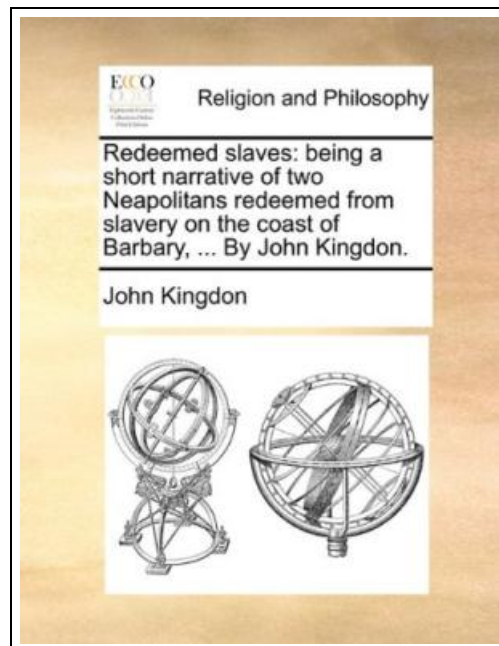 ECCO
Religion and Philosophy
Redeemed slaves: being a
short narrative of two
Neapolitans redeemed from
slavery on the coast of
Barbary, ... By John Kingdon.
John Kingdon